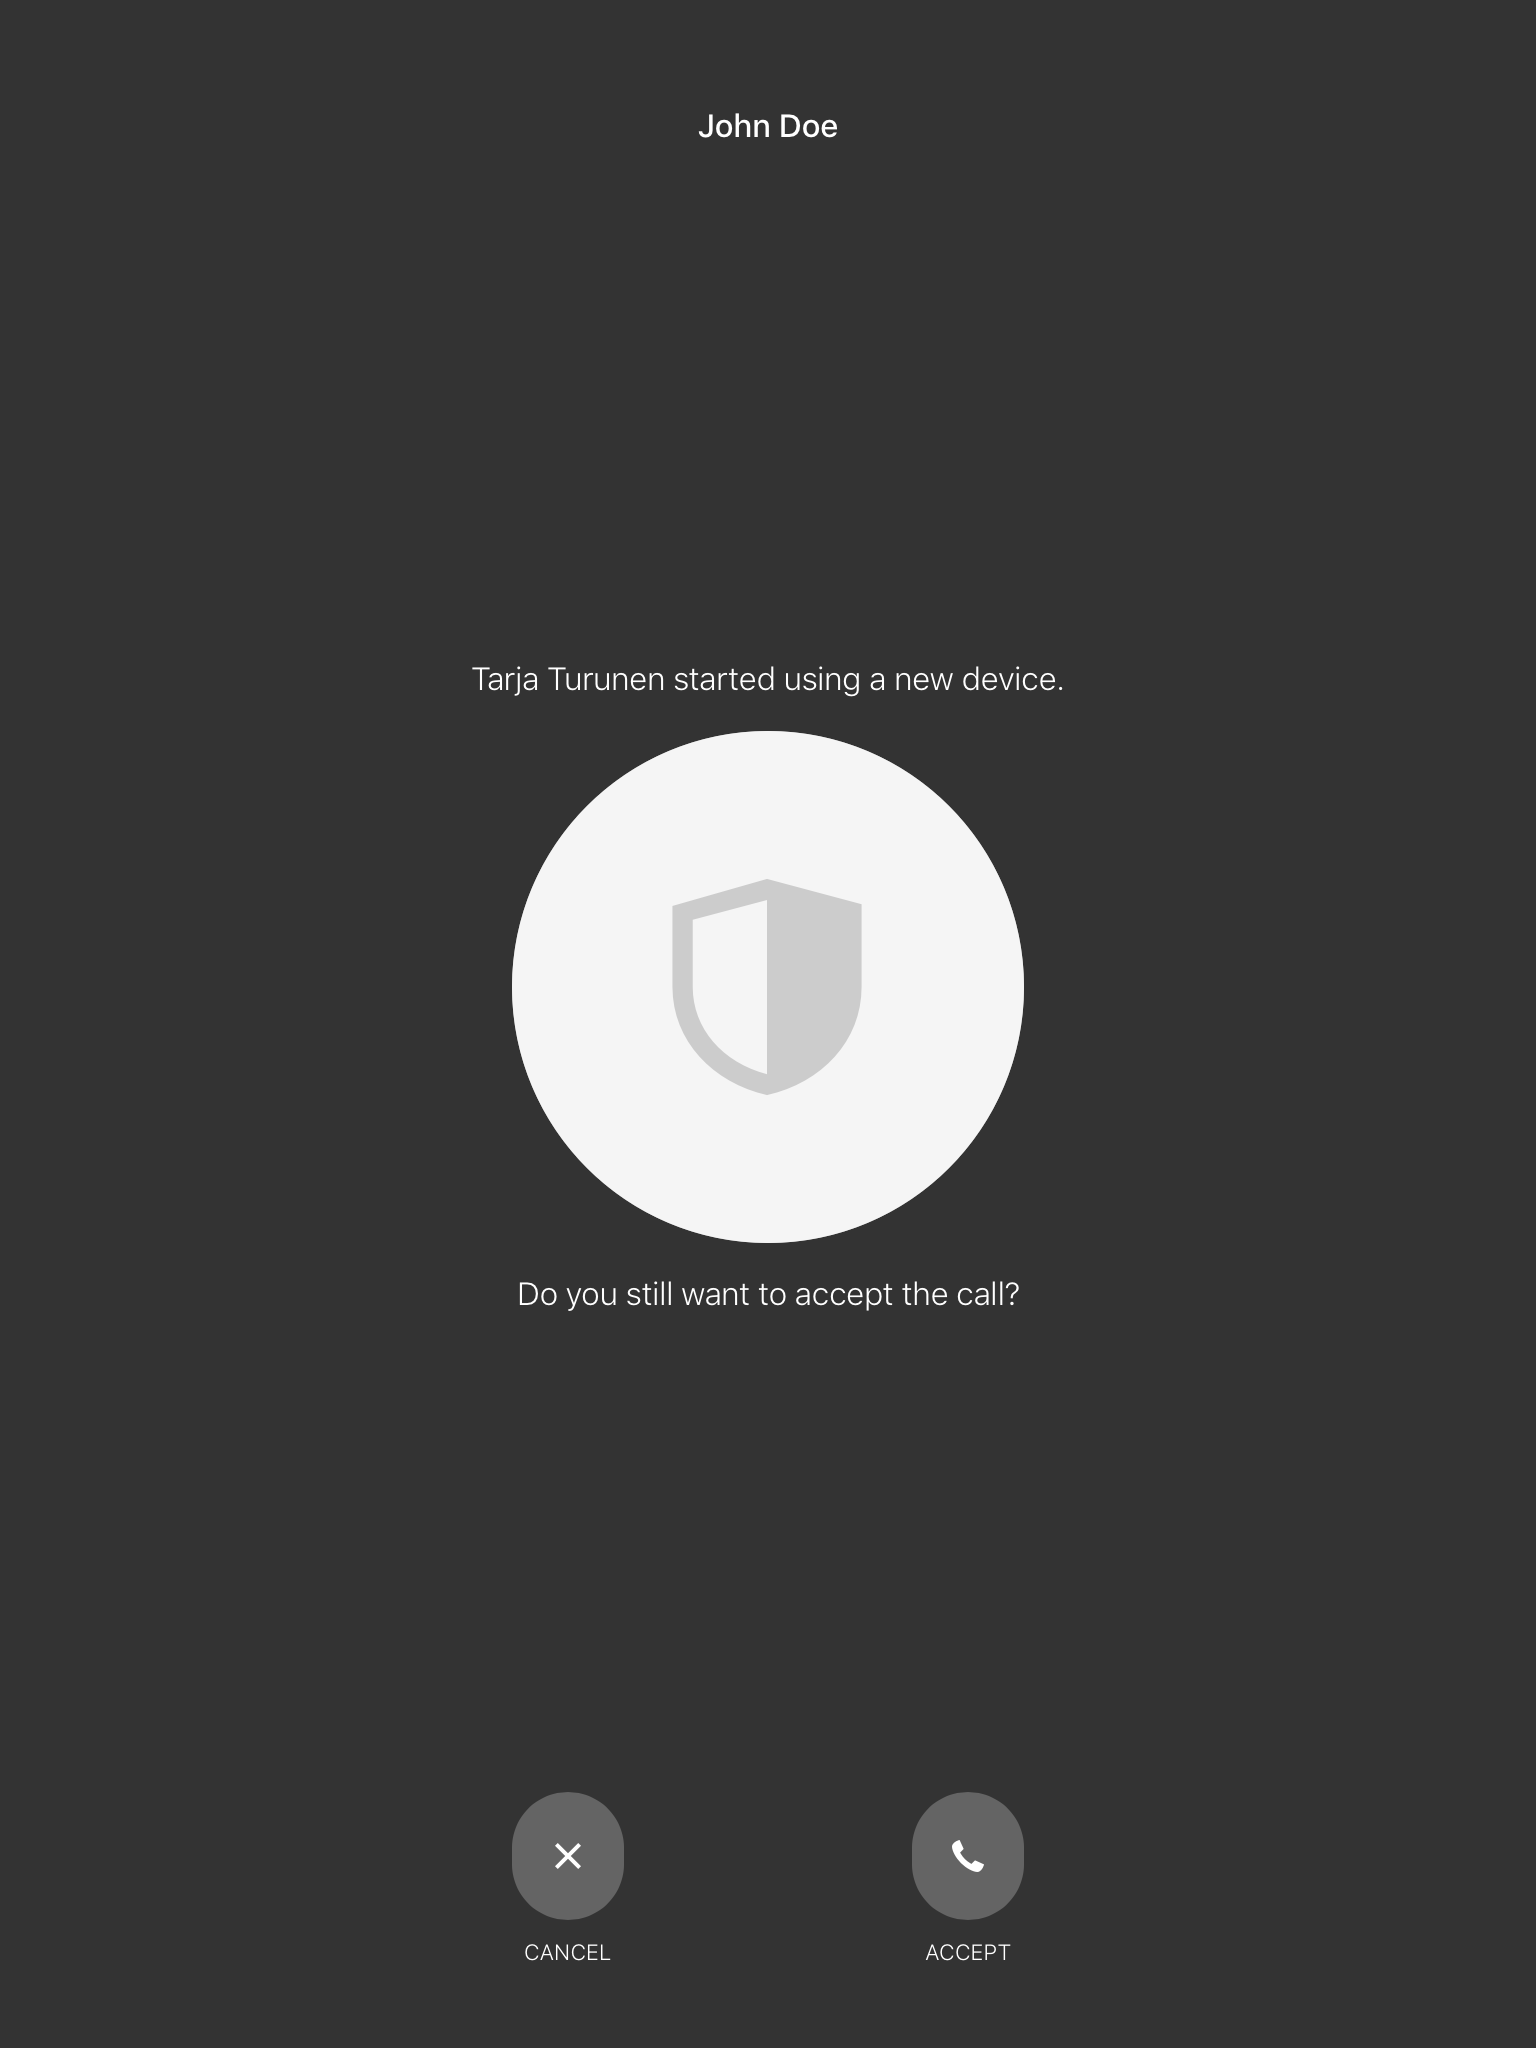 John Doe
Tarja Turunen started using a new device.
Do you still want to accept the call?
CANCEL
ACCEPT